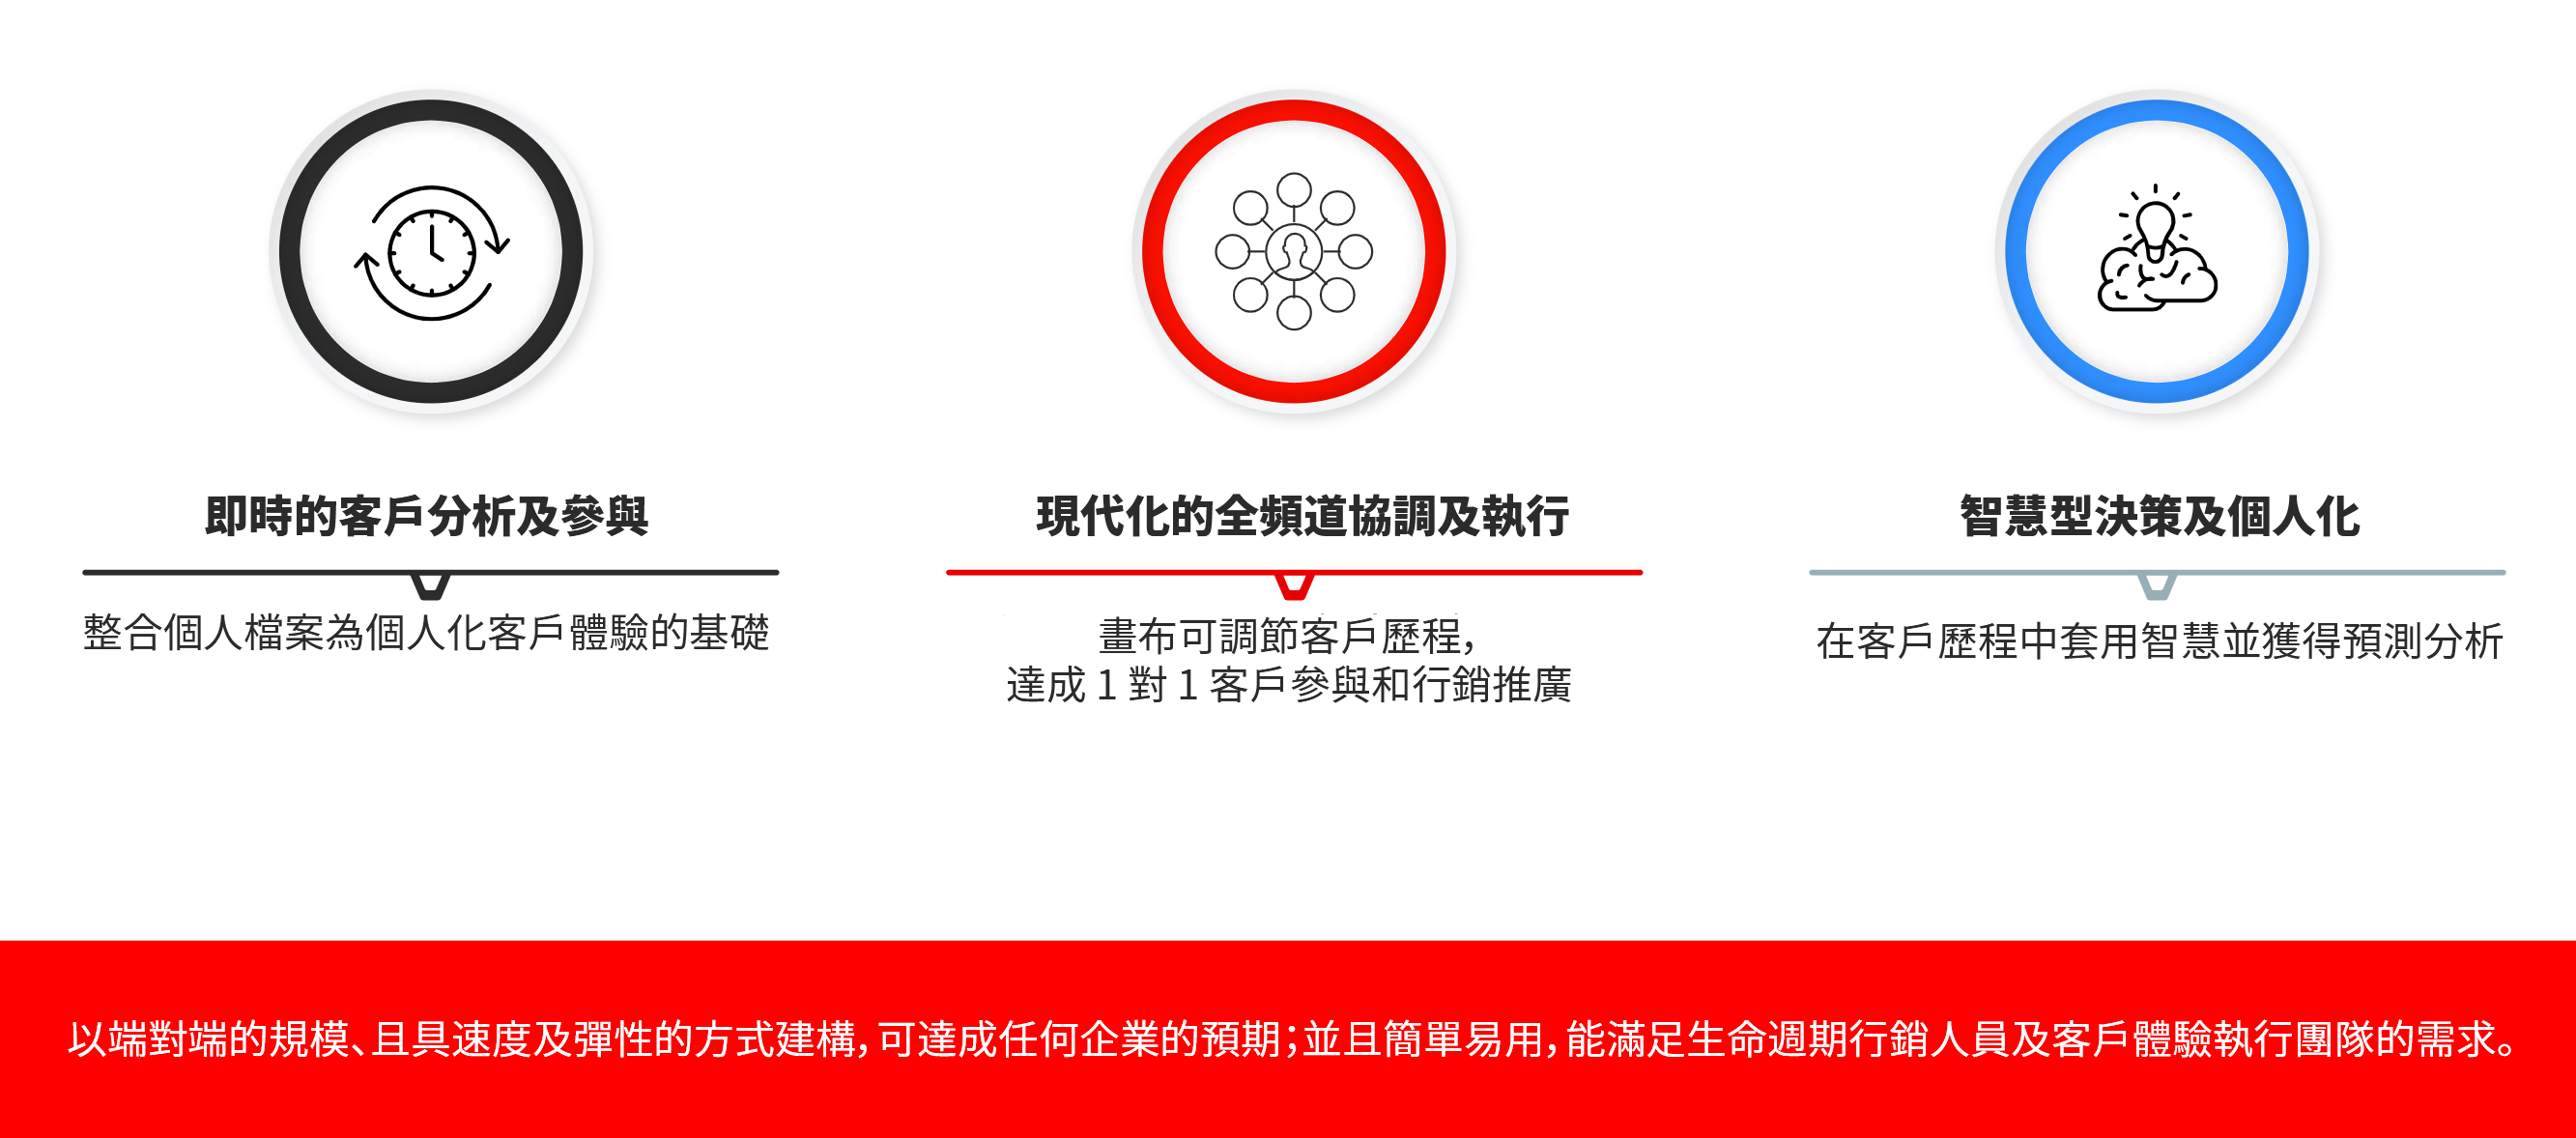 即時的客戶分析及參與
整合個人檔案為個人化客戶體驗的基礎
現代化的全頻道協調及執行
畫布可調節客戶歷程，
達成 1 對 1 客戶參與和行銷推廣
智慧型決策及個人化
在客戶歷程中套用智慧並獲得預測分析
以端對端的規模、且具速度及彈性的方式建構，可達成任何企業的預期；並且簡單易用，能滿足生命週期行銷人員及客戶體驗執行團隊的需求。